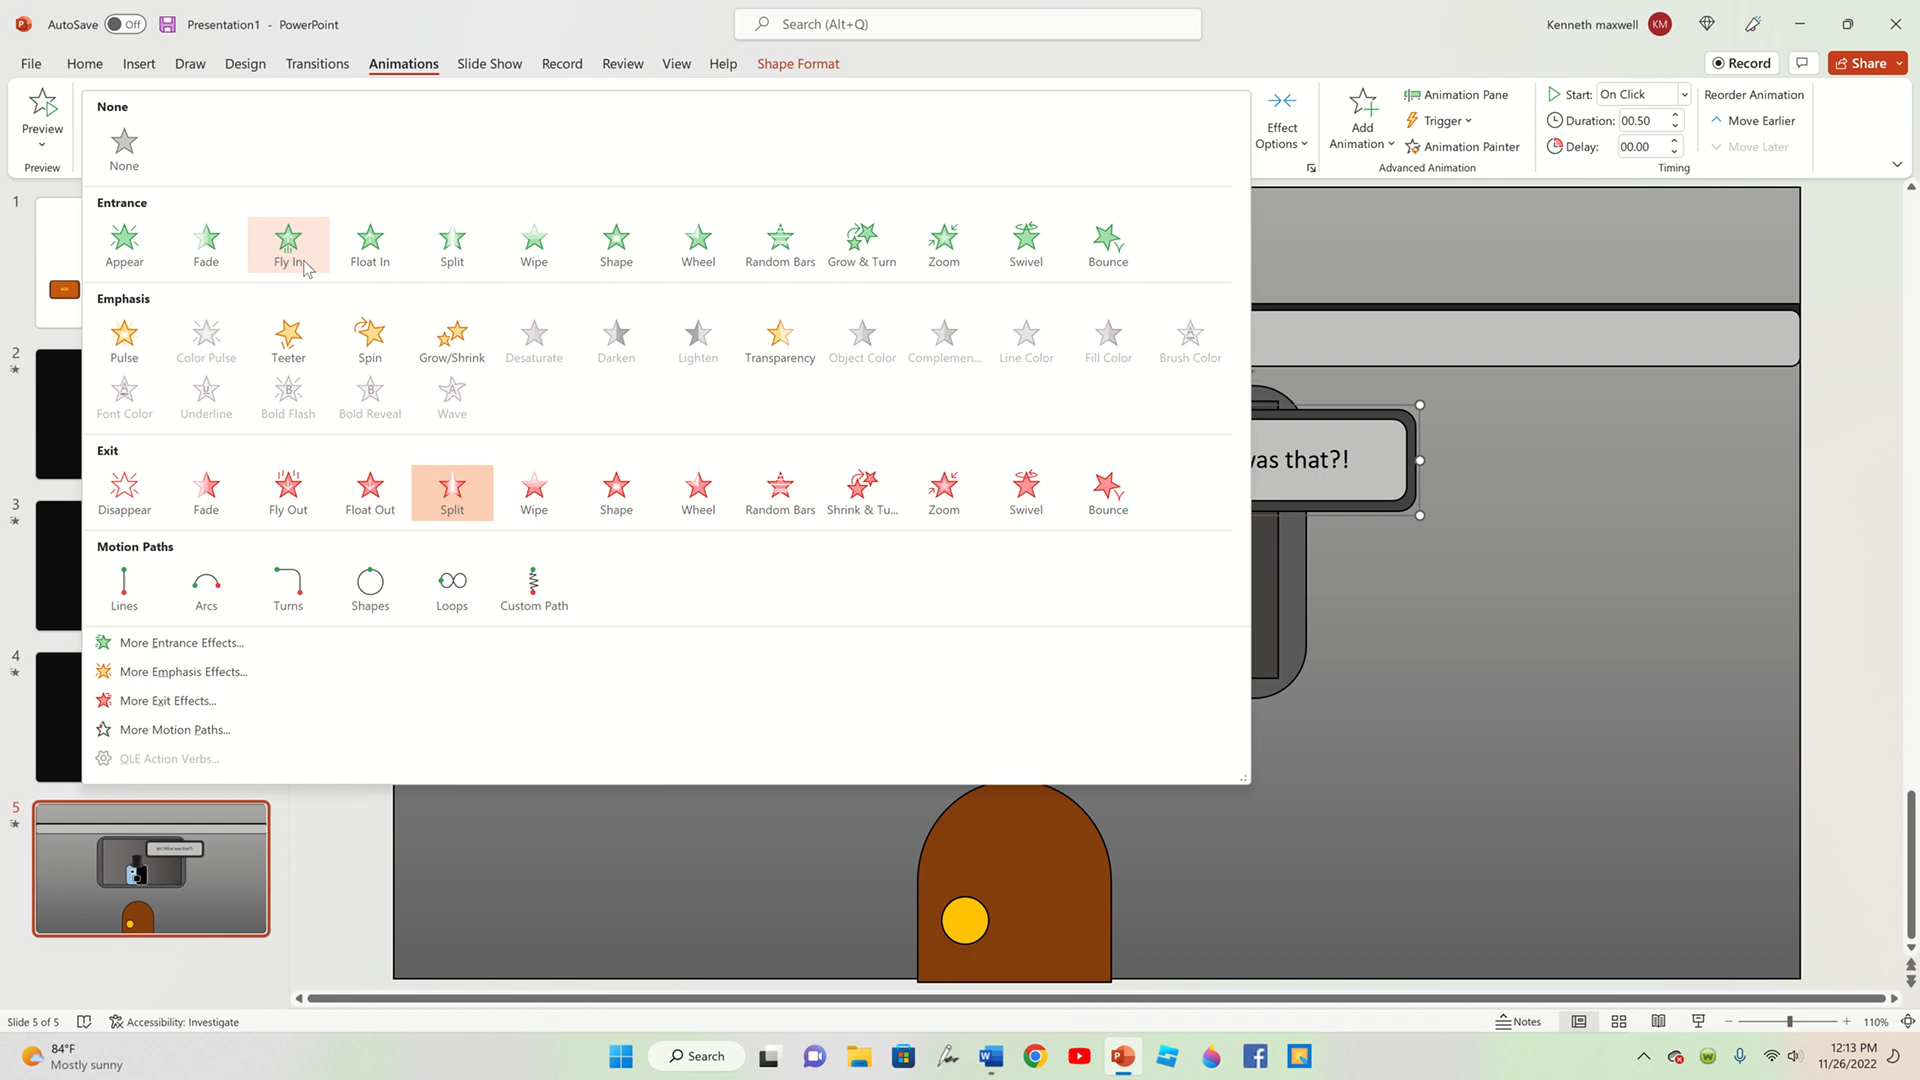 AutoSave Off Presentation1 - PowerPoint Search (Alt+Q) Kenneth maxwell KM
File Home Insert Draw Design Transitions Animations Slide Show Record Review View Help Shape Format Record Share
Preview
Preview
Effect
Options
Add
Animation
Animation Pane
Trigger
Animation Painter
Advanced Animation
Start: On Click
Duration: 00.50
Delay: 00.00
Timing
Reorder Animation
Move Earlier
Move Later
None
None
Entrance
Appear Fade Fly In Float In Split Wipe Shape Wheel Random Bars Grow & Turn Zoom Swivel Bounce
Emphasis
Pulse Color Pulse Teeter Spin Grow/Shrink Desaturate Darken Lighten Transparency Object Color Complemen... Line Color Fill Color Brush Color
Font Color Underline Bold Flash Bold Reveal Wave
Exit
Disappear Fade Fly Out Float Out Split Wipe Shape Wheel Random Bars Shrink & Tu... Zoom Swivel Bounce
Motion Paths
Lines Arcs Turns Shapes Loops Custom Path
More Entrance Effects...
More Emphasis Effects...
More Exit Effects...
More Motion Paths...
OLE Action Verbs...
1
2
3
4
5
was that?!
Ah! What was that?!
Slide 5 of 5 Accessibility: Investigate Notes 110%
84°F
Mostly sunny
Search
12:13 PM
11/26/2022